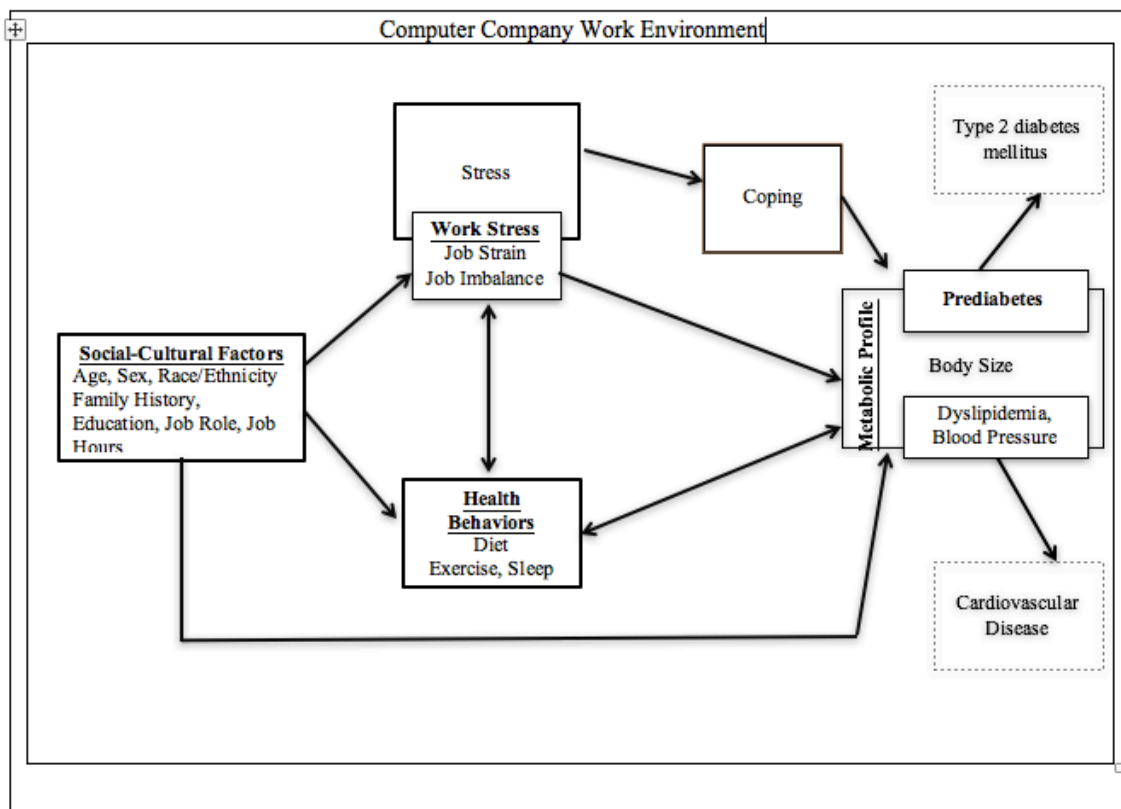 Computer Company Work Environment
Type 2 diabetes
mellitus
Stress
Coping
Work Stress
Job Strain
Job Imbalance
Prediabetes
Social-Cultural Factors
Age, Sex, Race/Ethnicity
Family History,
Education, Job Role, Job
Hours
Metabolic Profile
Body Size
Dyslipidemia,
Blood Pressure
Health
Behaviors
Diet
Exercise, Sleep
Cardiovascular
Disease